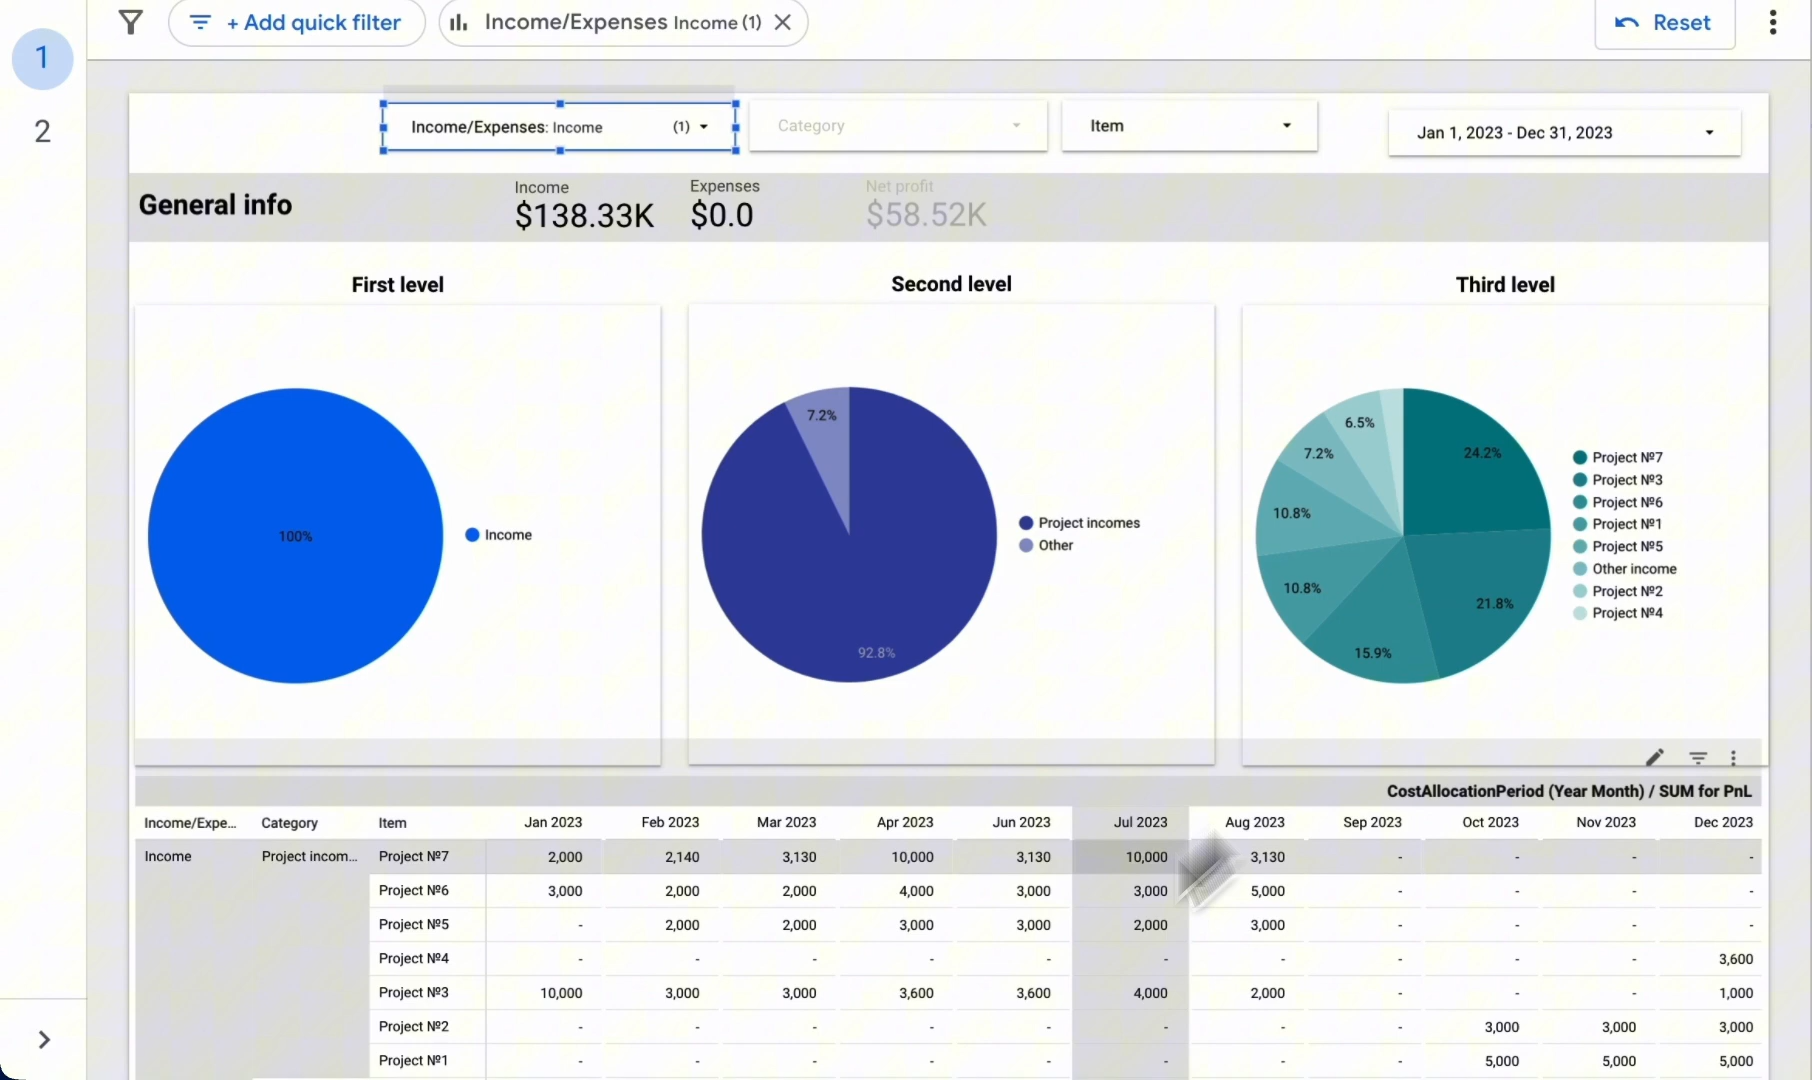 + Add quick filter
Income/Expenses Income (1)
Reset
1
2
Income/Expenses: Income (1)
Category
Item
Jan 1, 2023 - Dec 31, 2023
General info
Income
$138.33K
Expenses
$0.0
Net profit
$58.52K
First level
100%
Income
Second level
7.2%
92.8%
Project incomes
Other
Third level
6.5%
7.2%
10.8%
10.8%
15.9%
21.8%
24.2%
Project №7
Project №3
Project №6
Project №1
Project №5
Other income
Project №2
Project №4
CostAllocationPeriod (Year Month) / SUM for PnL
Income/Expe... Category Item Jan 2023 Feb 2023 Mar 2023 Apr 2023 Jun 2023 Jul 2023 Aug 2023 Sep 2023 Oct 2023 Nov 2023 Dec 2023
Income Project incom... Project №7 2,000 2,140 3,130 10,000 3,130 10,000 3,130 - - - -
Project №6 3,000 2,000 2,000 4,000 3,000 3,000 5,000 - - - -
Project №5 - 2,000 2,000 3,000 3,000 2,000 3,000 - - - -
Project №4 - - - - - - - - - - 3,600
Project №3 10,000 3,000 3,000 3,600 3,600 4,000 2,000 - - - 1,000
Project №2 - - - - - - - - 3,000 3,000 3,000
Project №1 - - - - - - - - 5,000 5,000 5,000